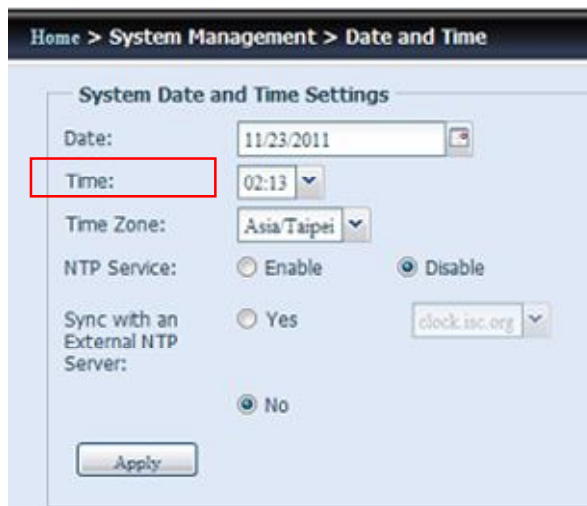 Home > System Management > Date and Time
System Date and Time Settings
Date: 11/23/2011
Time: 02:13
Time Zone: Asia/Taipei
NTP Service: Enable Disable
Sync with an Yes clock.isc.org
External NTP
Server:
No
Apply